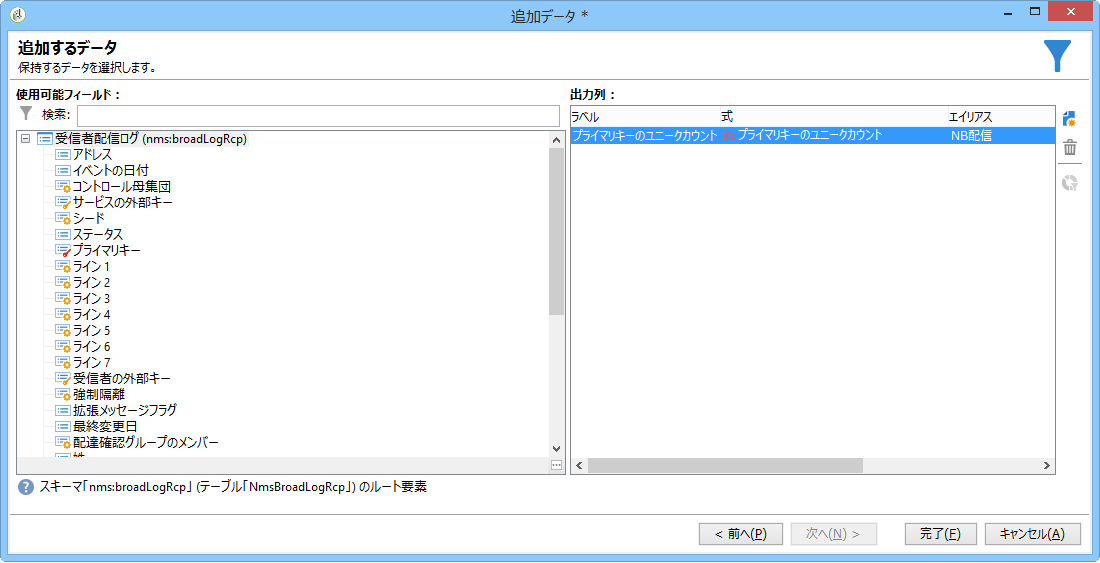 追加データ *
追加するデータ
保持するデータを選択します。
使用可能フィールド：
検索:
受信者配信ログ (nms:broadLogRcp)
アドレス
イベントの日付
コントロール母集団
サービスの外部キー
シード
ステータス
プライマリキー
ライン 1
ライン 2
ライン 3
ライン 4
ライン 5
ライン 6
ライン 7
受信者の外部キー
強制隔離
拡張メッセージフラグ
最終変更日
配達確認グループのメンバー
出力列：
ラベル 式 エイリアス
プライマリキーのユニークカウント プライマリキーのユニークカウント NB配信
スキーマ「nms:broadLogRcp」 (テーブル「NmsBroadLogRcp」) のルート要素
< 前へ(P) 次へ(N) > 完了(F) キャンセル(A)